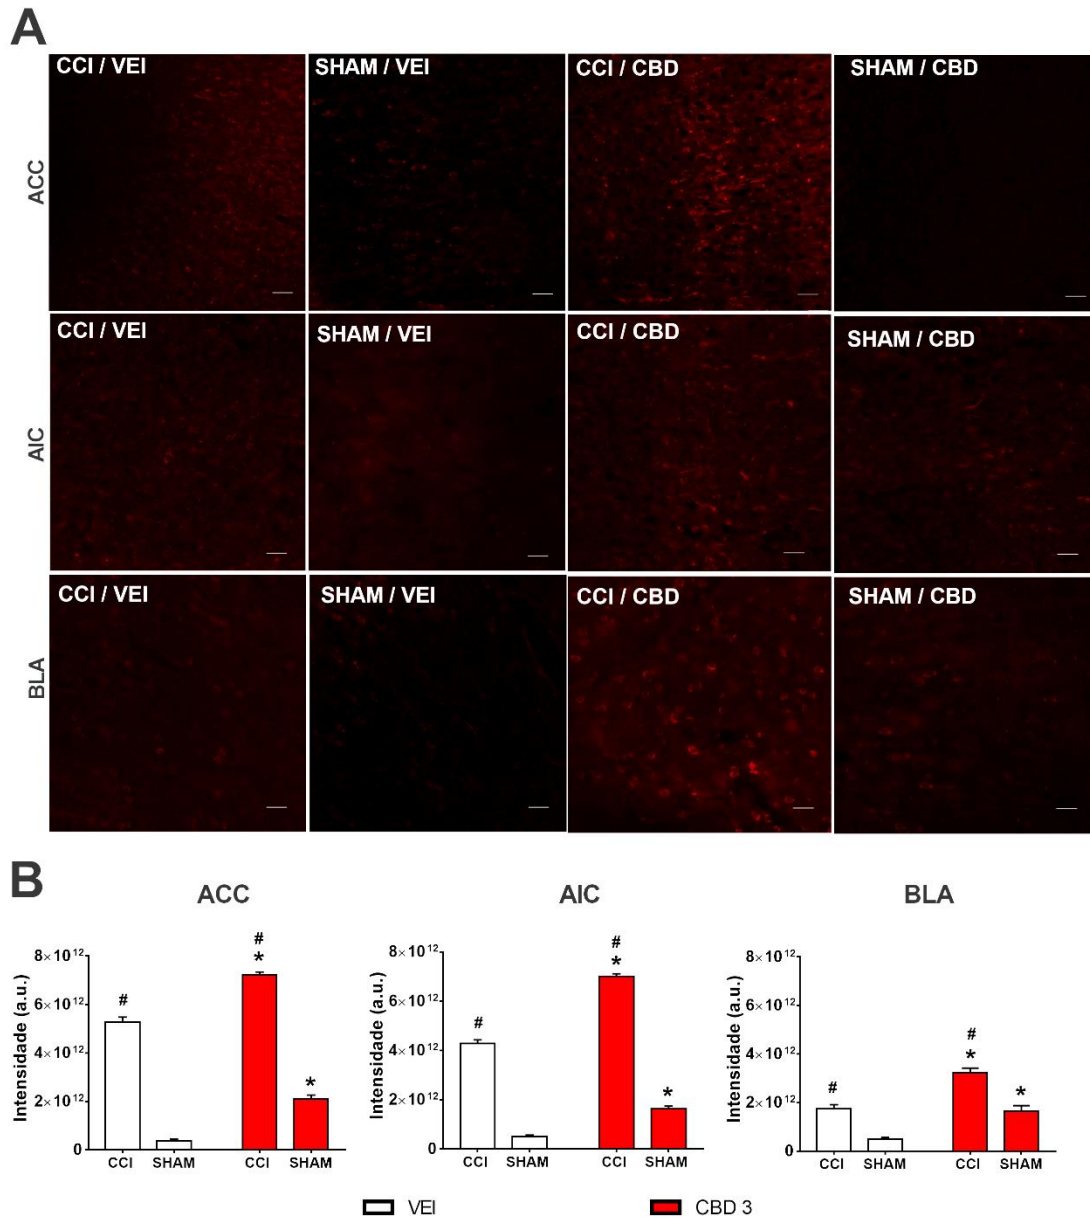 A
CCI / VEI SHAM / VEI CCI / CBD SHAM / CBD
ACC
CCI / VEI SHAM / VEI CCI / CBD SHAM / CBD
AIC
CCI / VEI SHAM / VEI CCI / CBD SHAM / CBD
BLA
B
ACC
Intensidade (a.u.)
8×10¹²
6×10¹²
4×10¹²
2×10¹²
0
#
#
*
*
CCI SHAM CCI SHAM
AIC
Intensidade (a.u.)
8×10¹²
6×10¹²
4×10¹²
2×10¹²
0
#
#
*
*
CCI SHAM CCI SHAM
BLA
Intensidade (a.u.)
8×10¹²
6×10¹²
4×10¹²
2×10¹²
0
#
#
*
*
CCI SHAM CCI SHAM
VEI CBD 3